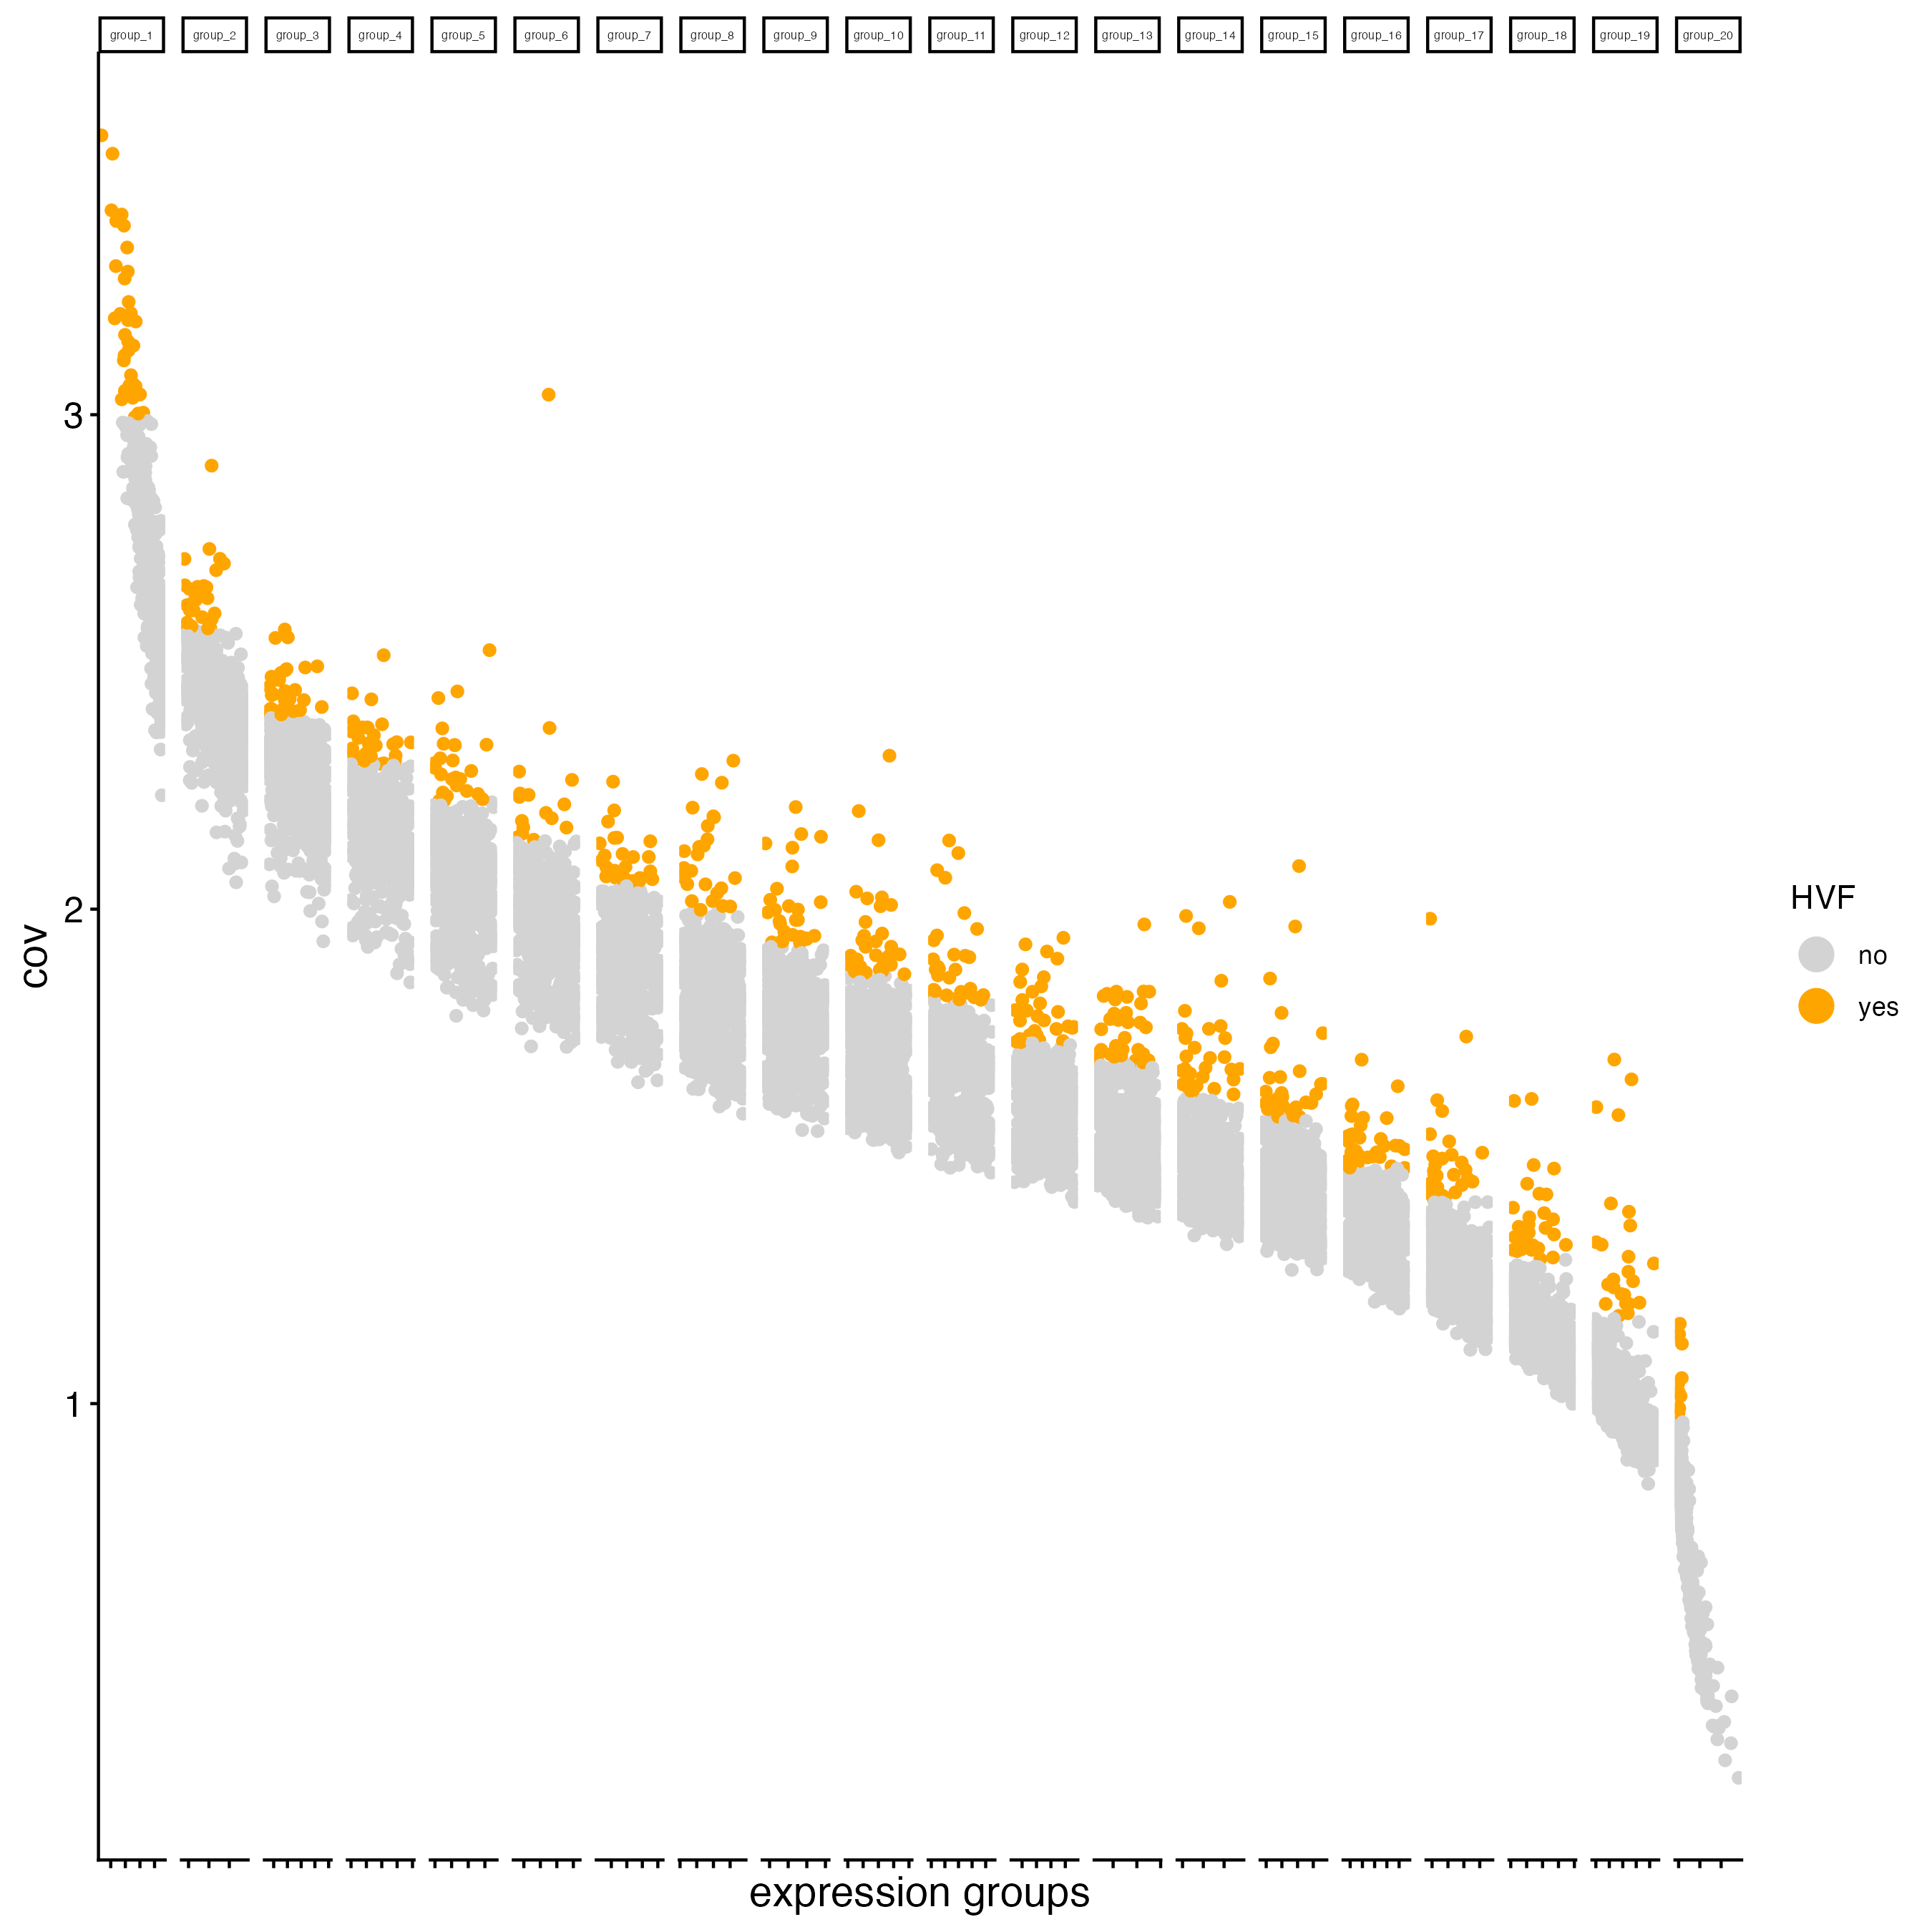 group_1 group_2 group_3 group_4 group_5 group_6 group_7 group_8 group_9 group_10 group_11 group_12 group_13 group_14 group_15 group_16 group_17 group_18 group_19 group_20
3
2
1
cov
expression groups
HVF
no
yes